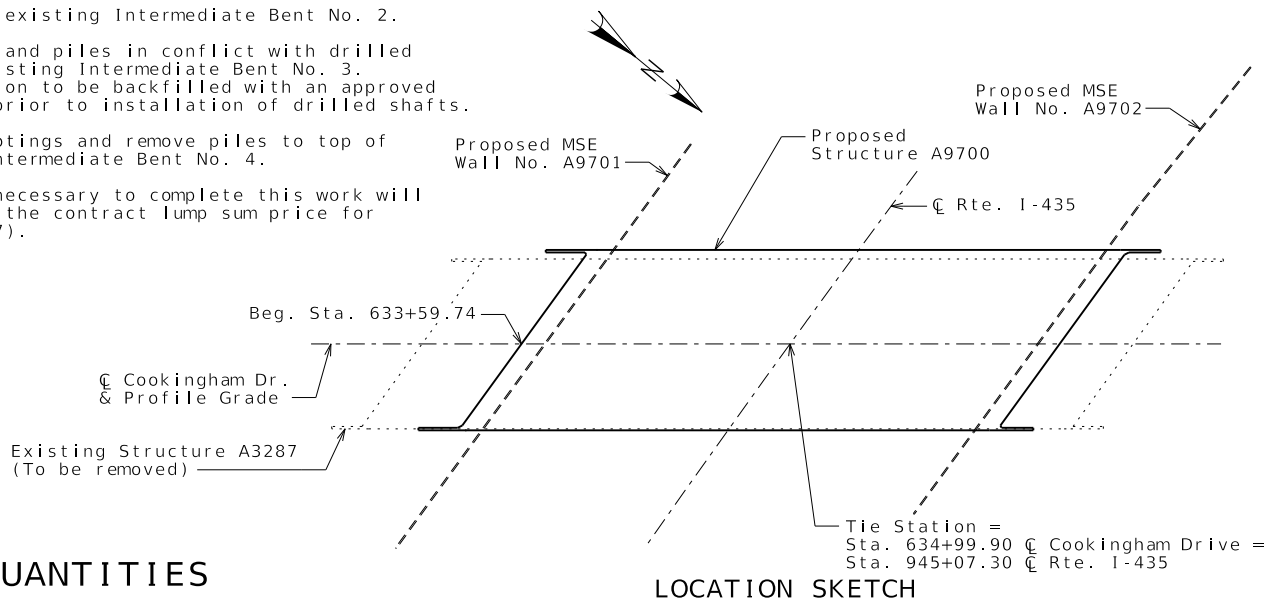 existing Intermediate Bent No. 2.
and piles in conflict with drilled
sting Intermediate Bent No. 3.
on to be backfilled with an approved
prior to installation of drilled shafts.
otings and remove piles to top of
ntermediate Bent No. 4.
necessary to complete this work will
the contract lump sum price for
7).
N
Proposed MSE
Wall No. A9701
Proposed
Structure A9700
Proposed MSE
Wall No. A9702
℄ Rte. I-435
Beg. Sta. 633+59.74
℄ Cookingham Dr.
& Profile Grade
Existing Structure A3287
(To be removed)
Tie Station =
Sta. 634+99.90 ℄ Cookingham Drive =
Sta. 945+07.30 ℄ Rte. I-435
UANTITIES
LOCATION SKETCH